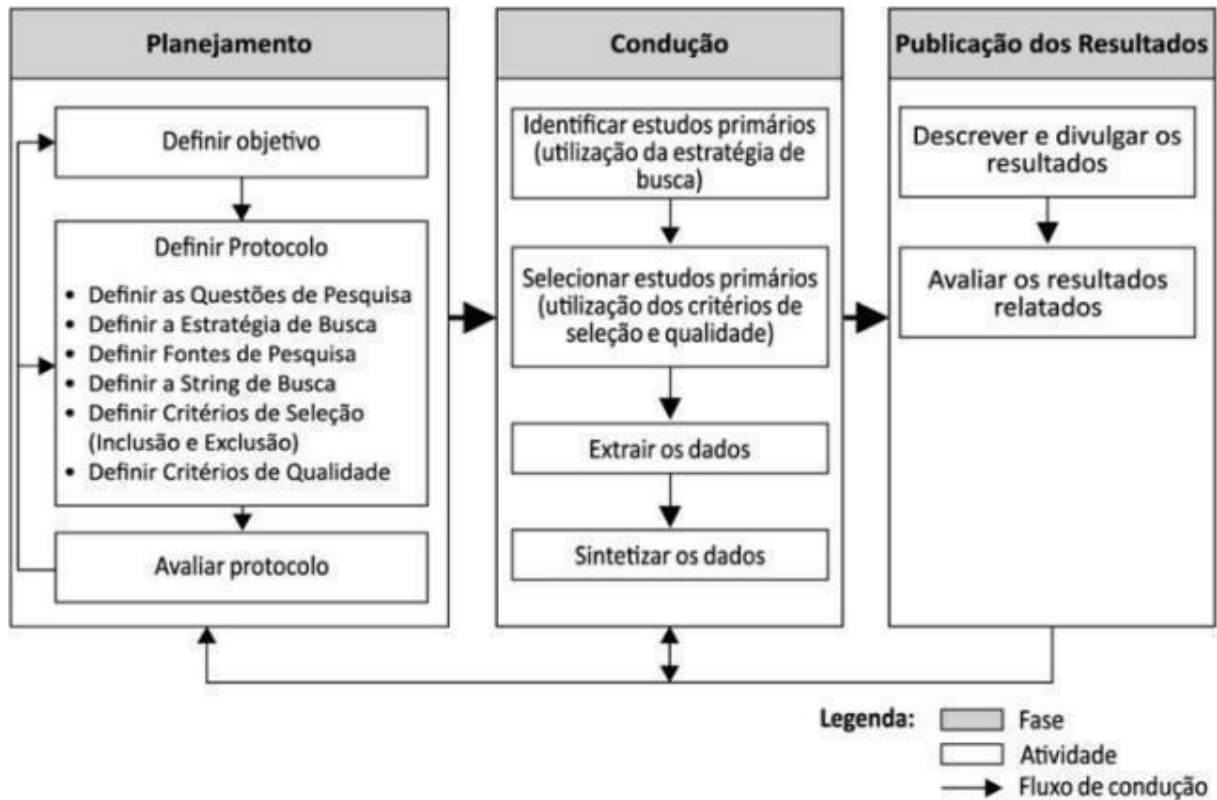 Planejamento
Definir objetivo
Definir Protocolo
• Definir as Questões de Pesquisa
• Definir a Estratégia de Busca
• Definir Fontes de Pesquisa
• Definir a String de Busca
• Definir Critérios de Seleção
(Inclusão e Exclusão)
• Definir Critérios de Qualidade
Avaliar protocolo
Condução
Identificar estudos primários
(utilização da estratégia de
busca)
Selecionar estudos primários
(utilização dos critérios de
seleção e qualidade)
Extrair os dados
Sintetizar os dados
Publicação dos Resultados
Descrever e divulgar os
resultados
Avaliar os resultados
relatados
Legenda:
Fase
Atividade
Fluxo de condução